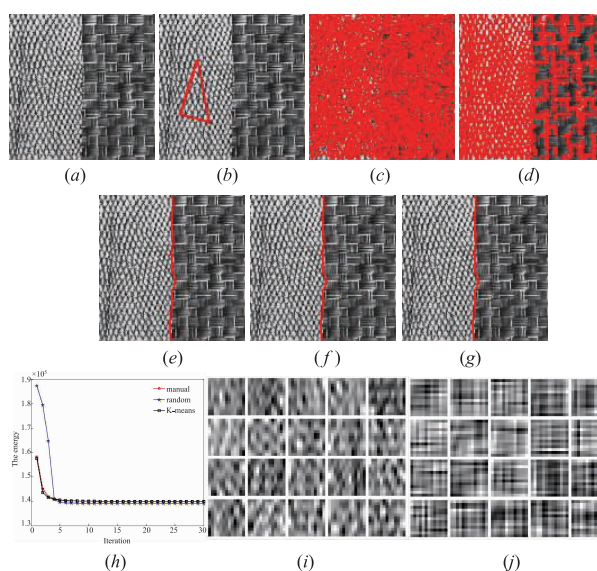 (a) (b) (c) (d)
(e) (f) (g)
×10⁵
1.9
1.8
1.7
1.6
1.5
1.4
1.3
The energy
manual
random
K-means
0 5 10 15 20 25 30
Iteration
(h) (i) (j)